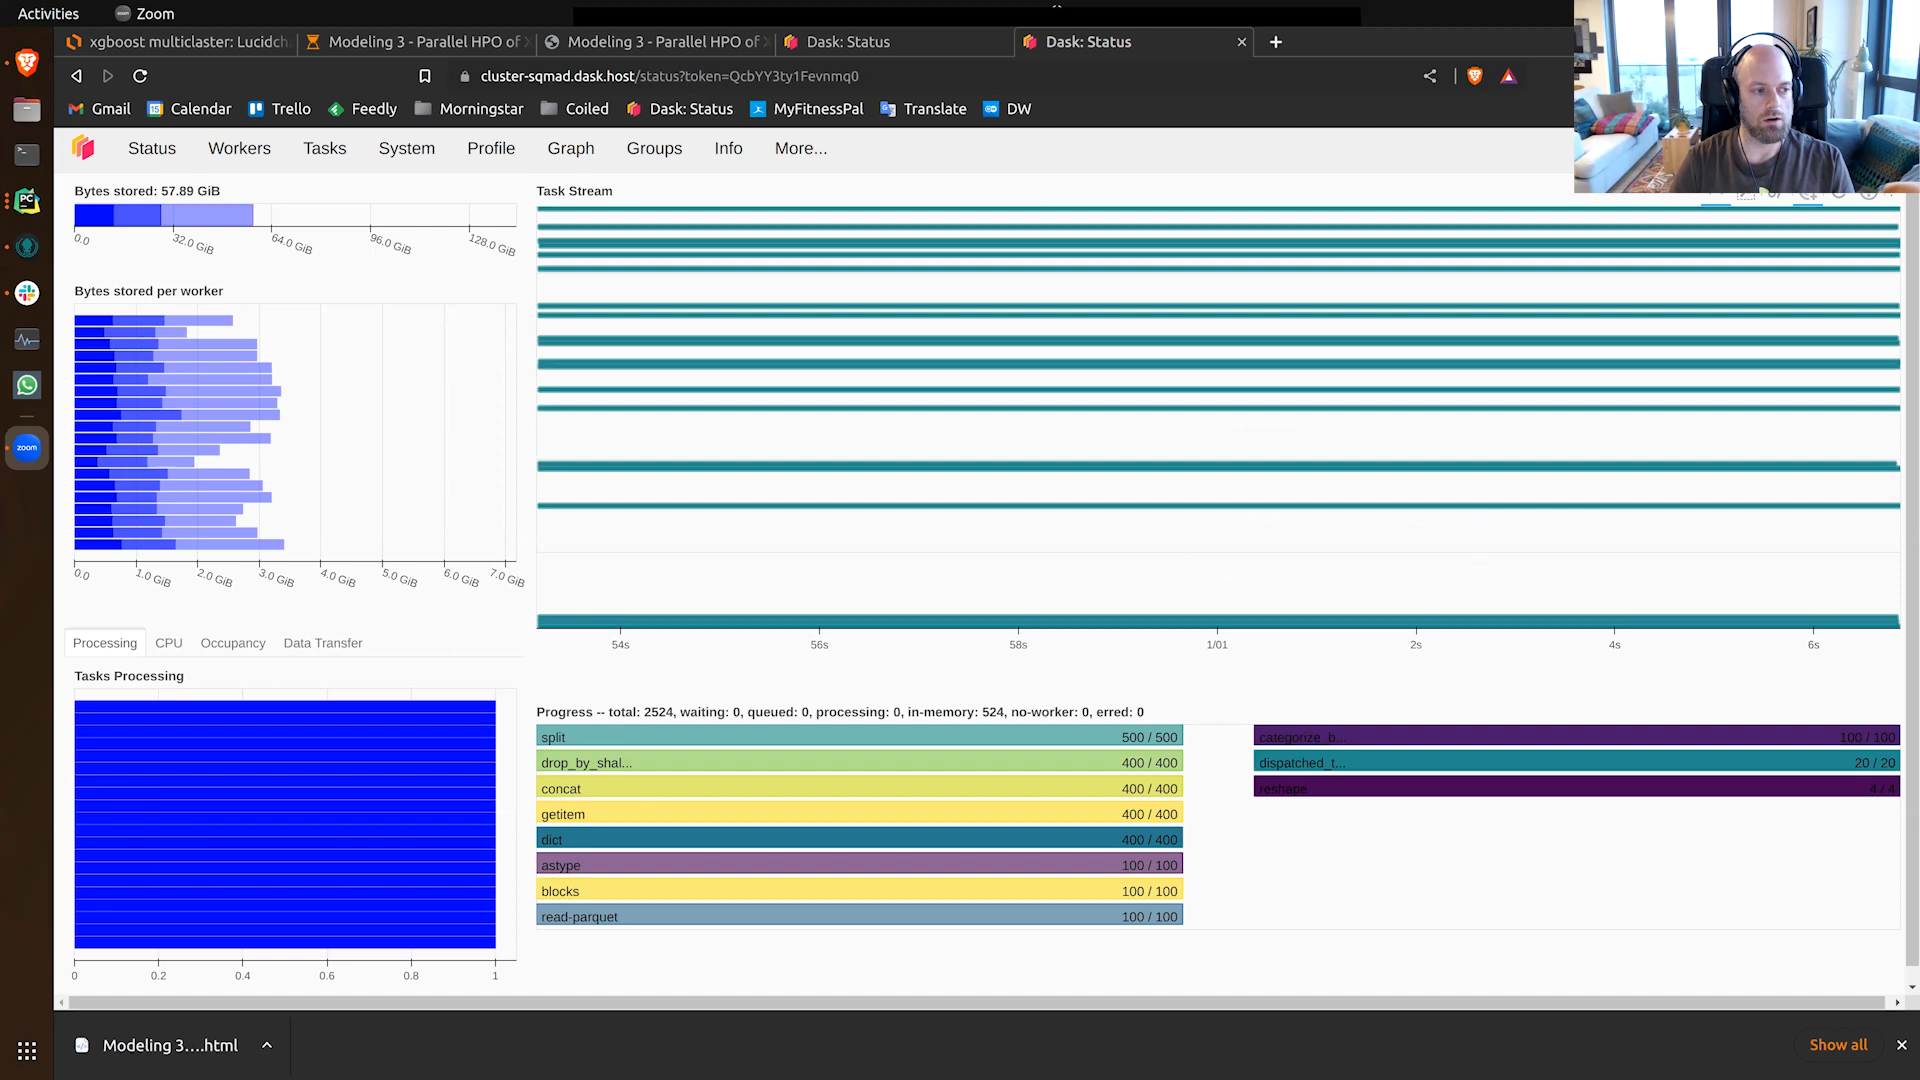 Activities
Zoom
xgboost multiclaster: Lucidch
Modeling 3 - Parallel HPO of X
Modeling 3 - Parallel HPO of X
Dask: Status
Dask: Status
cluster-sqmad.dask.host/status?token=QcbYY3ty1Fevnmq0
Gmail
Calendar
Trello
Feedly
Morningstar
Coiled
Dask: Status
MyFitnessPal
Translate
DW
Status
Workers
Tasks
System
Profile
Graph
Groups
Info
More...
Bytes stored: 57.89 GiB
0.0
32.0 GiB
64.0 GiB
96.0 GiB
128.0 GiB
Bytes stored per worker
0.0
1.0 GiB
2.0 GiB
3.0 GiB
4.0 GiB
5.0 GiB
6.0 GiB
7.0 GiB
Task Stream
54s
56s
58s
1/01
2s
4s
6s
Processing
CPU
Occupancy
Data Transfer
Tasks Processing
0
0.2
0.4
0.6
0.8
1
Progress -- total: 2524, waiting: 0, queued: 0, processing: 0, in-memory: 524, no-worker: 0, erred: 0
split 500 / 500
drop_by_shal... 400 / 400
concat 400 / 400
getitem 400 / 400
dict 400 / 400
astype 100 / 100
blocks 100 / 100
read-parquet 100 / 100
categorize_b... 100 / 100
dispatched_t... 20 / 20
reshape 4 / 4
PC
zoom
Modeling 3....html
Show all